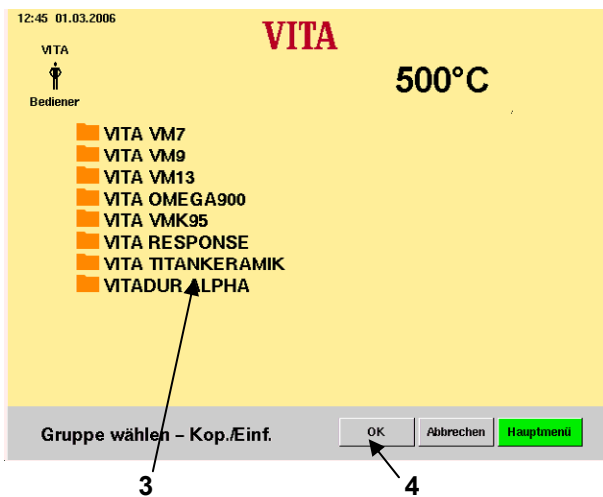 12:45 01.03.2006
VITA
VITA
500°C
Bediener
VITA VM7
VITA VM9
VITA VM13
VITA OMEGA900
VITA VMK95
VITA RESPONSE
VITA TITANKERAMIK
VITADUR ALPHA
Gruppe wählen – Kop./Einf.
OK
Abbrechen
Hauptmenü
3
4